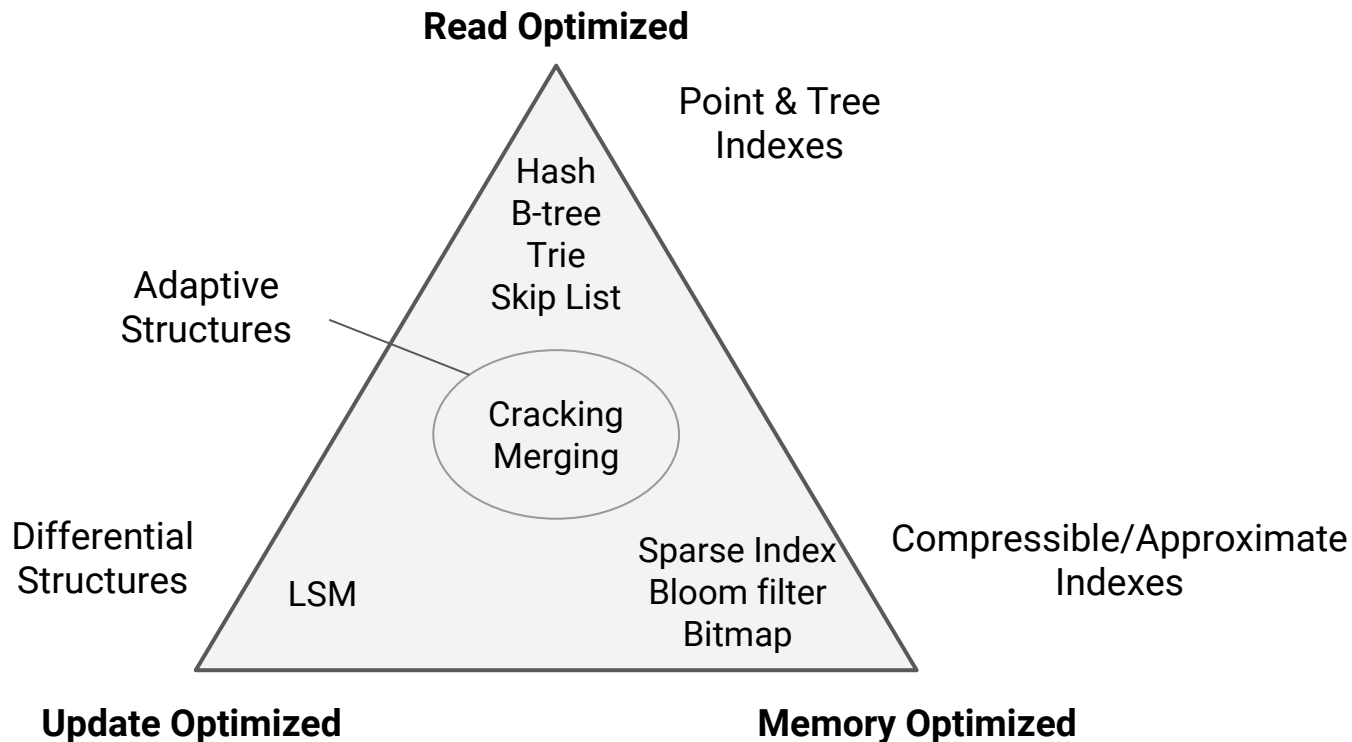 Read Optimized
Point & Tree
Indexes
Hash
B-tree
Trie
Skip List
Adaptive
Structures
Cracking
Merging
Differential
Structures
LSM
Sparse Index
Bloom filter
Bitmap
Compressible/Approximate
Indexes
Update Optimized
Memory Optimized